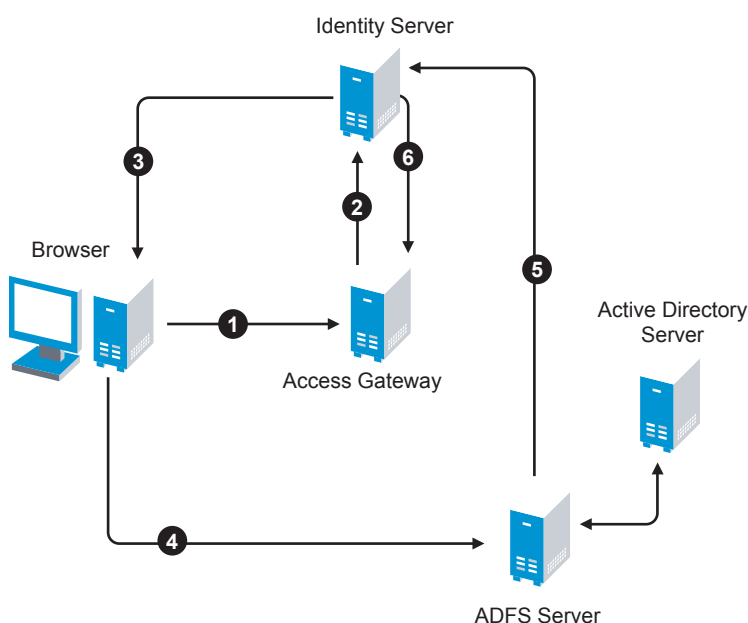 Identity Server
3
6
2
Browser
5
1
Active Directory
Server
Access Gateway
4
ADFS Server